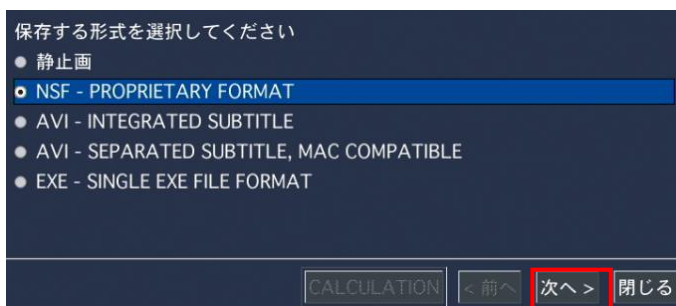 保存する形式を選択してください
静止画
NSF - PROPRIETARY FORMAT
AVI - INTEGRATED SUBTITLE
AVI - SEPARATED SUBTITLE, MAC COMPATIBLE
EXE - SINGLE EXE FILE FORMAT
CALCULATION < 前へ 次へ > 閉じる